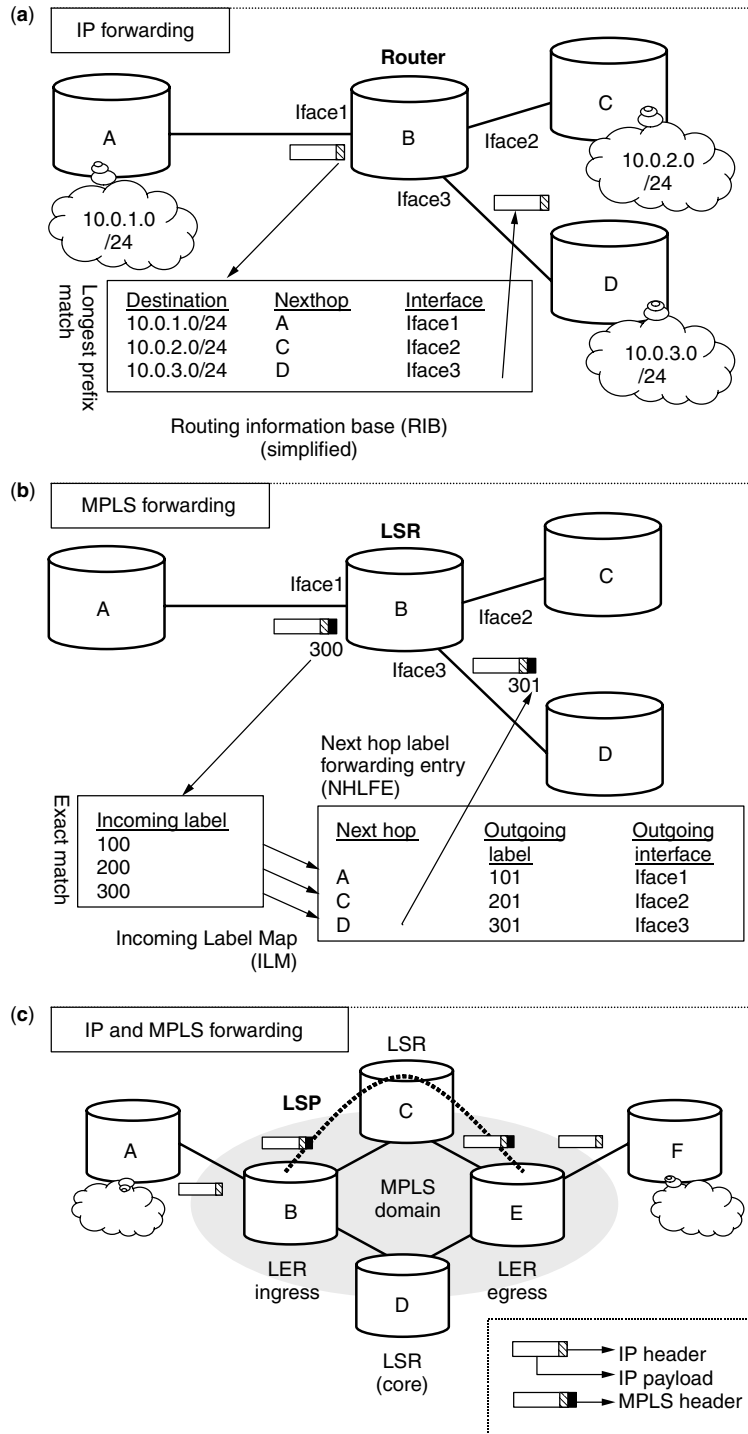 (a)
IP forwarding
Router
A
Iface1
B
Iface2
C
10.0.1.0
/24
10.0.2.0
/24
Iface3
D
10.0.3.0
/24
Longest prefix
match
Destination Nexthop Interface
10.0.1.0/24 A Iface1
10.0.2.0/24 C Iface2
10.0.3.0/24 D Iface3
Routing information base (RIB)
(simplified)
(b)
MPLS forwarding
LSR
A
Iface1
B
Iface2
C
300
Iface3
301
D
Next hop label
forwarding entry
(NHLFE)
Exact match
Incoming label
100
200
300
Incoming Label Map
(ILM)
Next hop Outgoing Outgoing
label interface
A 101 Iface1
C 201 Iface2
D 301 Iface3
(c)
IP and MPLS forwarding
LSR
C
LSP
A
F
B
MPLS
domain
E
LER
ingress
LER
egress
D
LSR
(core)
IP header
IP payload
MPLS header